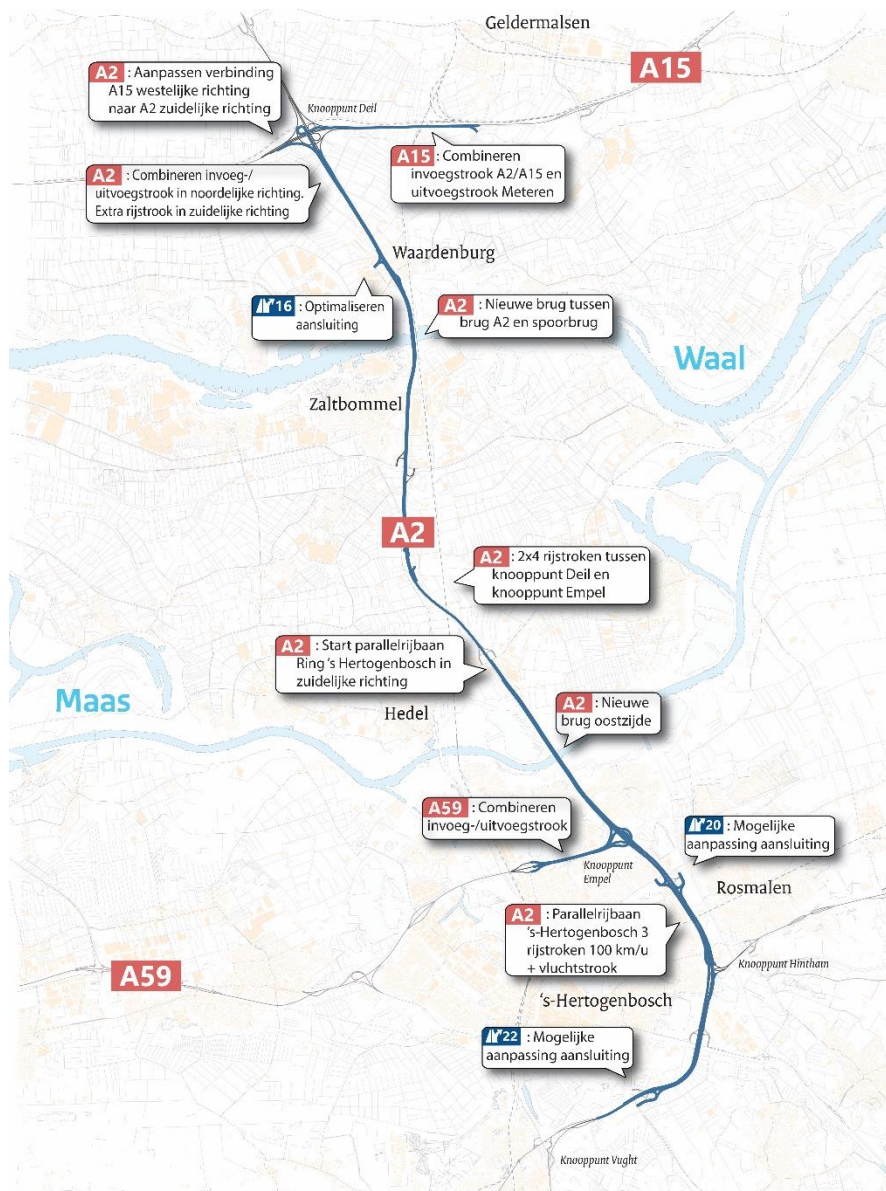 Geldermalsen
A15
A2 : Aanpassen verbinding
A15 westelijke richting
naar A2 zuidelijke richting
Knooppunt Deil
A15 : Combineren
invoegstrook A2/A15 en
uitvoegstrook Meteren
A2 : Combineren invoeg-/
uitvoegstrook in noordelijke richting.
Extra rijstrook in zuidelijke richting
Waardenburg
16 : Optimaliseren
aansluiting
A2 : Nieuwe brug tussen
brug A2 en spoorbrug
Waal
Zaltbommel
A2
A2 : 2x4 rijstroken tussen
knooppunt Deil en
knooppunt Empel
A2 : Start parallelrijbaan
Ring 's Hertogenbosch in
zuidelijke richting
Maas
Hedel
A2 : Nieuwe
brug oostzijde
A59 : Combineren
invoeg-/uitvoegstrook
20 : Mogelijke
aanpassing aansluiting
Knooppunt
Empel
Rosmalen
A2 : Parallelrijbaan
's-Hertogenbosch 3
rijstroken 100 km/u
+ vluchtstrook
Knooppunt Hintham
A59
's-Hertogenbosch
22 : Mogelijke
aanpassing aansluiting
Knooppunt Vught